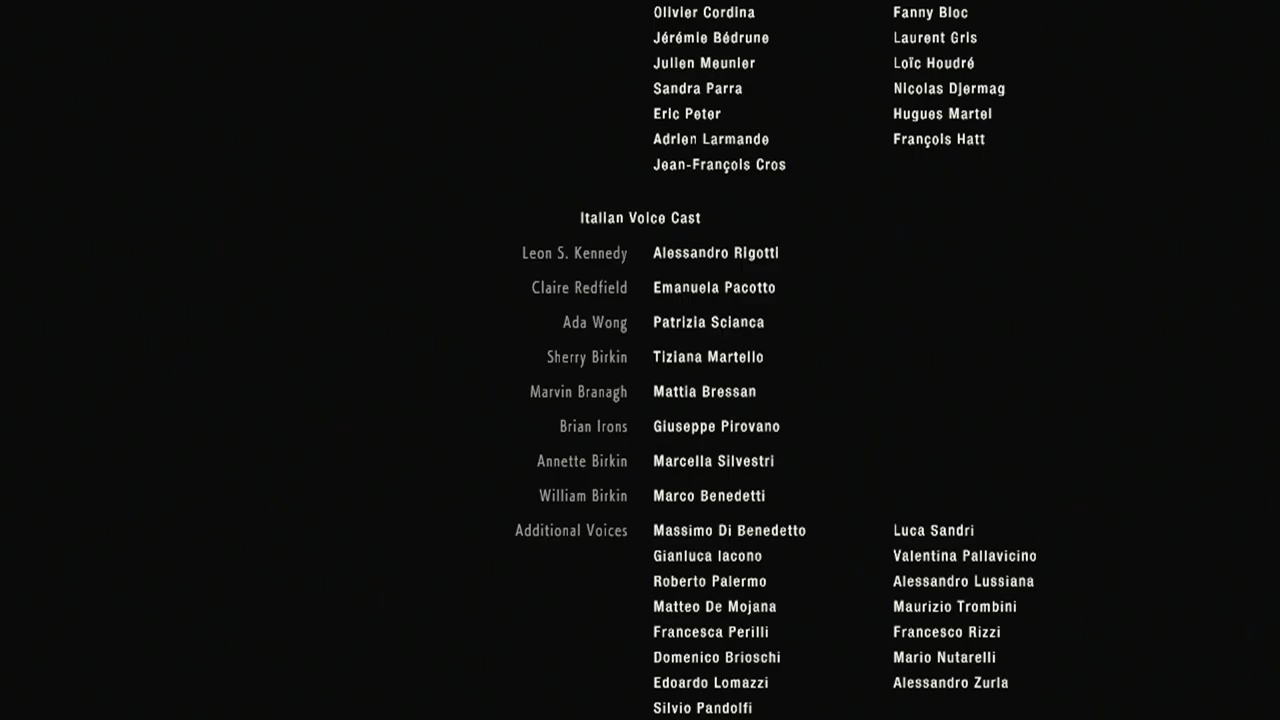 Olivier Cordina Fanny Bloc
Jérémie Bédrune Laurent Gris
Julien Meunier Loïc Houdré
Sandra Parra Nicolas Djermag
Eric Peter Hugues Martel
Adrien Larmande François Hatt
Jean-François Cros
Italian Voice Cast
Leon S. Kennedy Alessandro Rigotti
Claire Redfield Emanuela Pacotto
Ada Wong Patrizia Scianca
Sherry Birkin Tiziana Martello
Marvin Branagh Mattia Bressan
Brian Irons Giuseppe Pirovano
Annette Birkin Marcella Silvestri
William Birkin Marco Benedetti
Additional Voices Massimo Di Benedetto Luca Sandri
Gianluca Iacono Valentina Pallavicino
Roberto Palermo Alessandro Lussiana
Matteo De Mojana Maurizio Trombini
Francesca Perilli Francesco Rizzi
Domenico Brioschi Mario Nutarelli
Edoardo Lomazzi Alessandro Zurla
Silvio Pandolfi